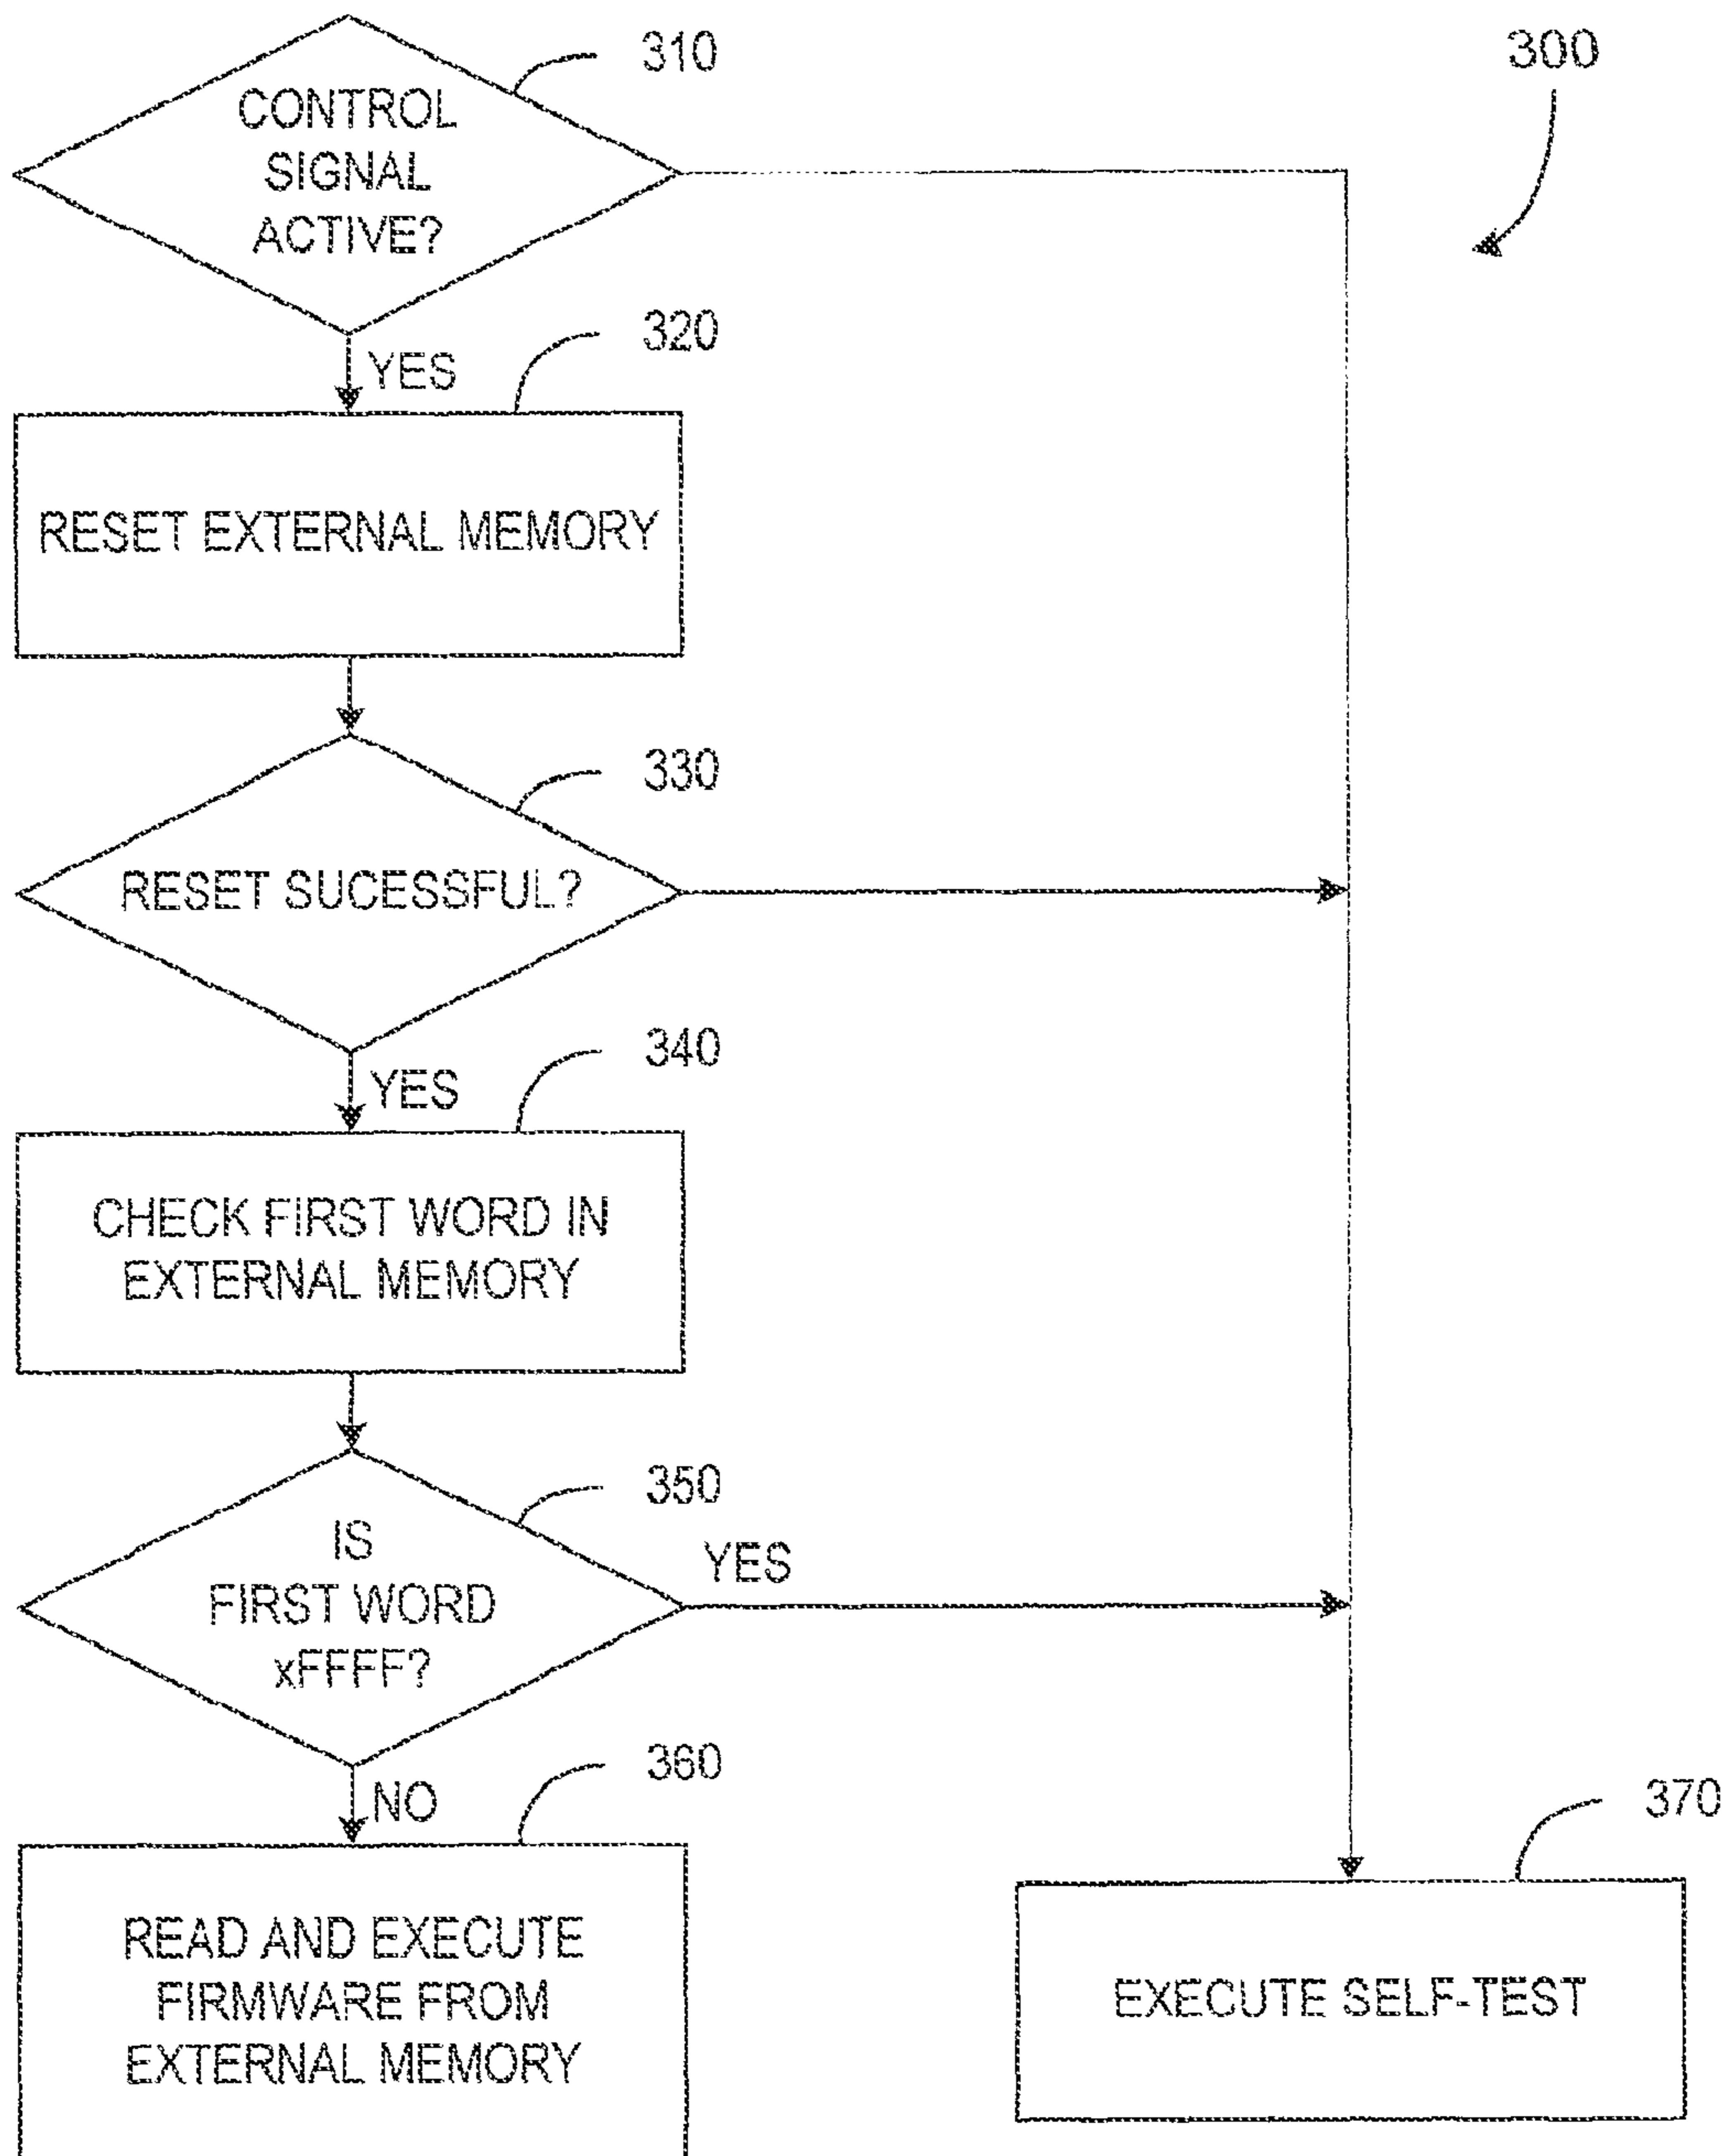 310
300
CONTROL
SIGNAL
ACTIVE?
320
YES
RESET EXTERNAL MEMORY
330
RESET SUCESSFUL?
340
YES
CHECK FIRST WORD IN
EXTERNAL MEMORY
350
IS
FIRST WORD
xFFFF?
YES
360
NO
370
READ AND EXECUTE
FIRMWARE FROM
EXTERNAL MEMORY
EXECUTE SELF-TEST